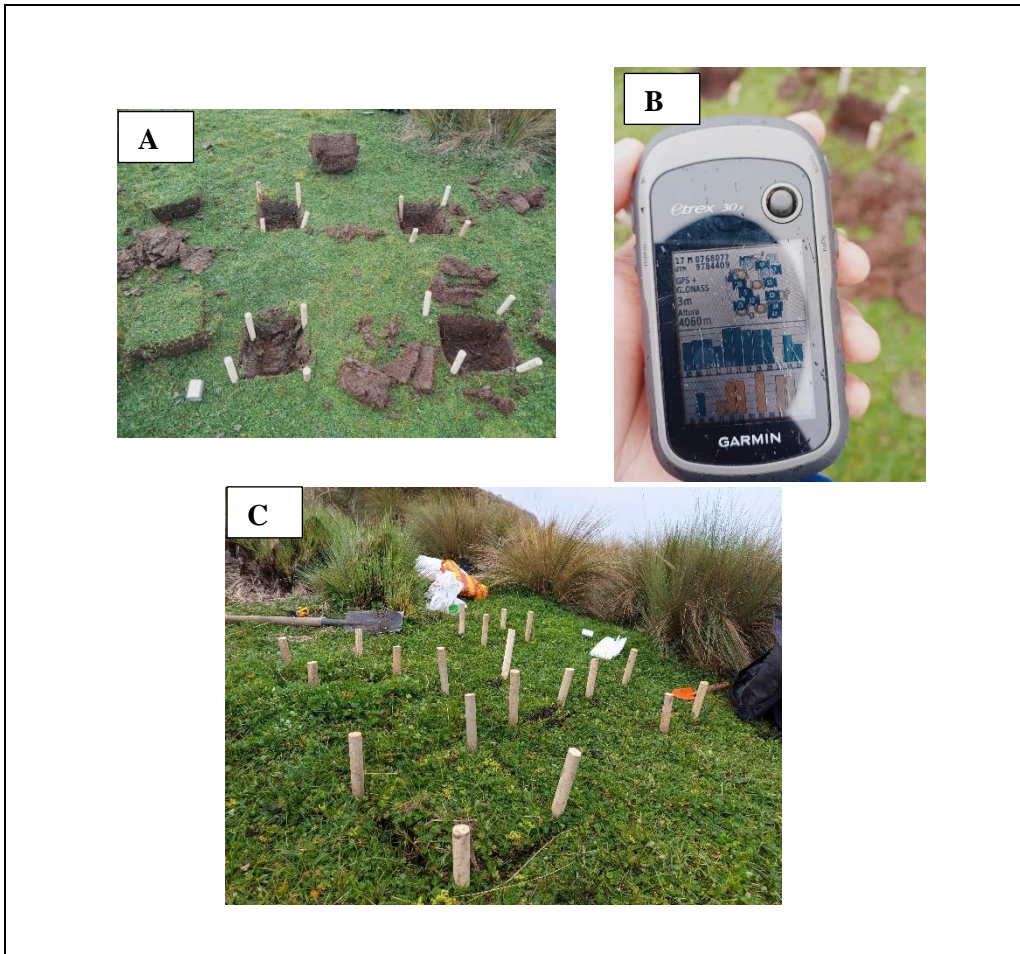 A
B
etrex 30x
17 M 0768077
UTM 9784409
GPS +
GLONASS
3m
Altura
4060m
GARMIN
C